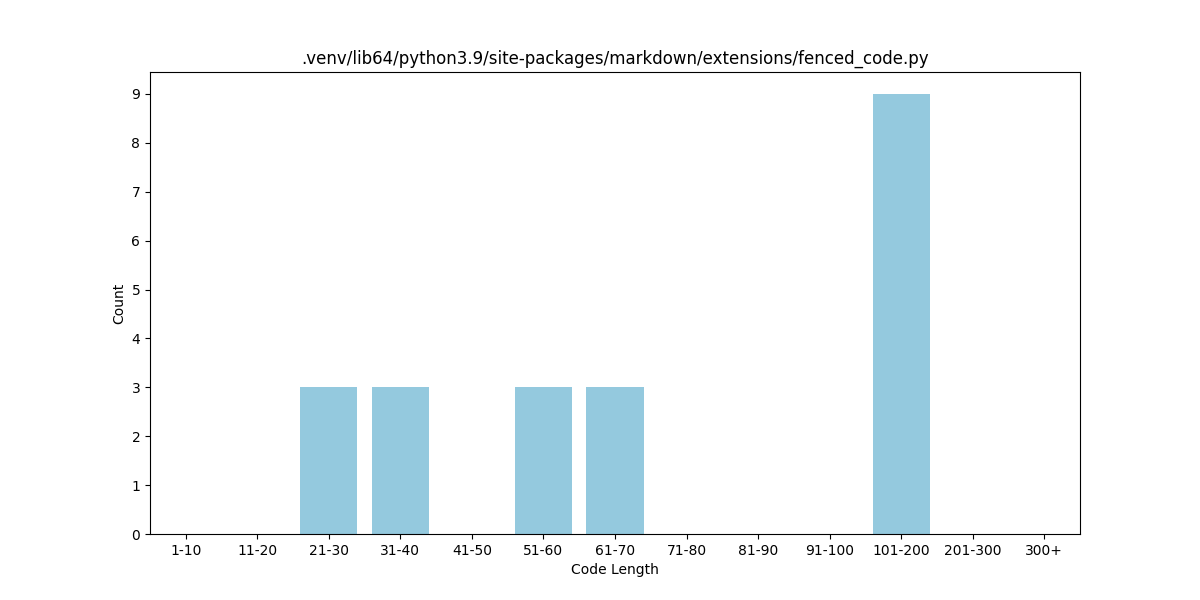 .venv/lib64/python3.9/site-packages/markdown/extensions/fenced_code.py
9
8
7
6
5
4
3
2
1
0
Count
1-10 11-20 21-30 31-40 41-50 51-60 61-70 71-80 81-90 91-100 101-200 201-300 300+
Code Length